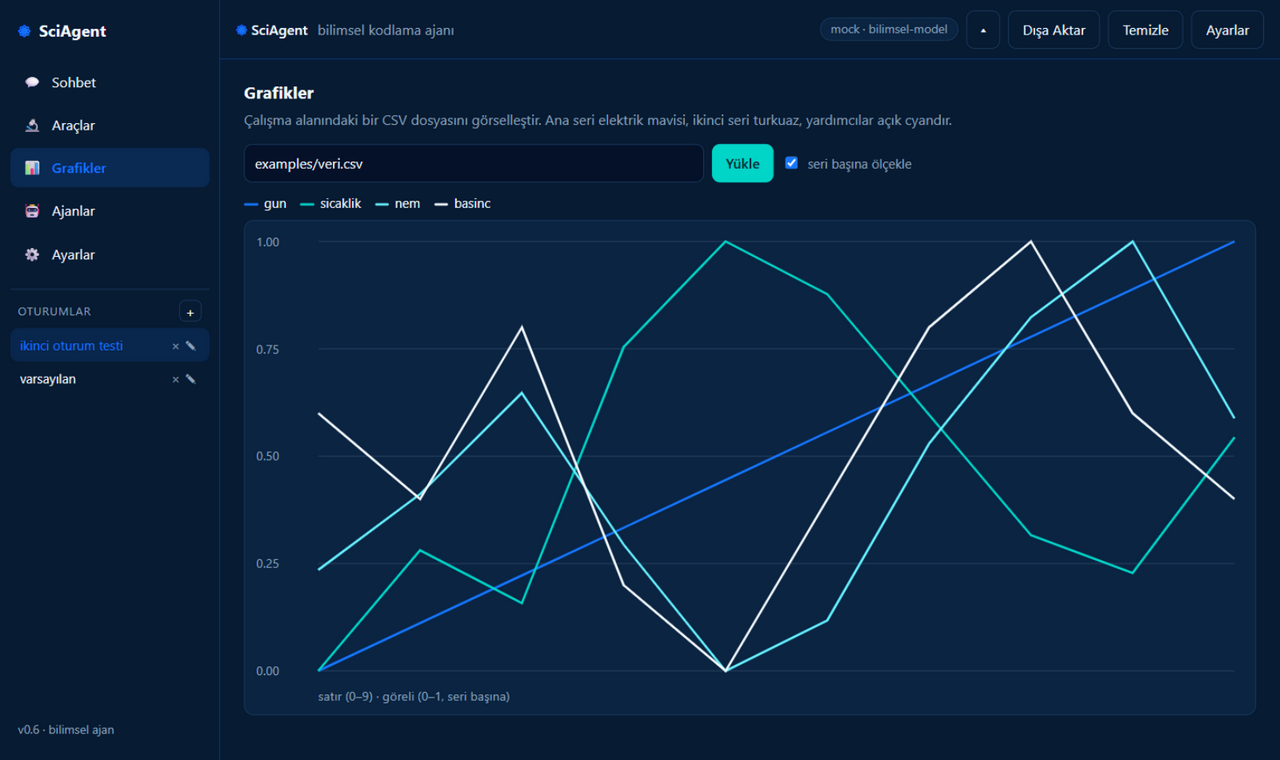 SciAgent
Sohbet
Araçlar
Grafikler
Ajanlar
Ayarlar
OTURUMLAR +
ikinci oturum testi ×
varsayılan ×
v0.6 · bilimsel ajan
SciAgent bilimsel kodlama ajanı
mock · bilimsel-model
Dışa Aktar
Temizle
Ayarlar
Grafikler
Çalışma alanındaki bir CSV dosyasını görselleştir. Ana seri elektrik mavisi, ikinci seri turkuaz, yardımcılar açık cyandır.
examples/veri.csv
Yükle
seri başına ölçekle
gun sicaklik nem basinc
1.00
0.75
0.50
0.25
0.00
satır (0–9) · göreli (0–1, seri başına)